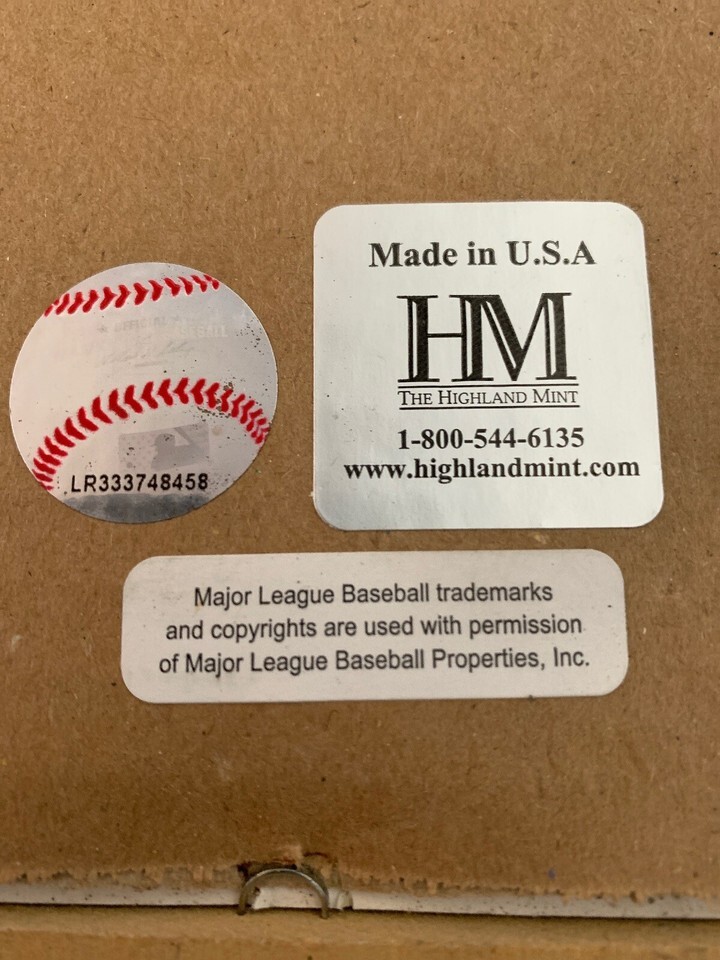 Made in U.S.A
HM
THE HIGHLAND MINT
1-800-544-6135
www.highlandmint.com
LR333748458
Major League Baseball trademarks
and copyrights are used with permission
of Major League Baseball Properties, Inc.